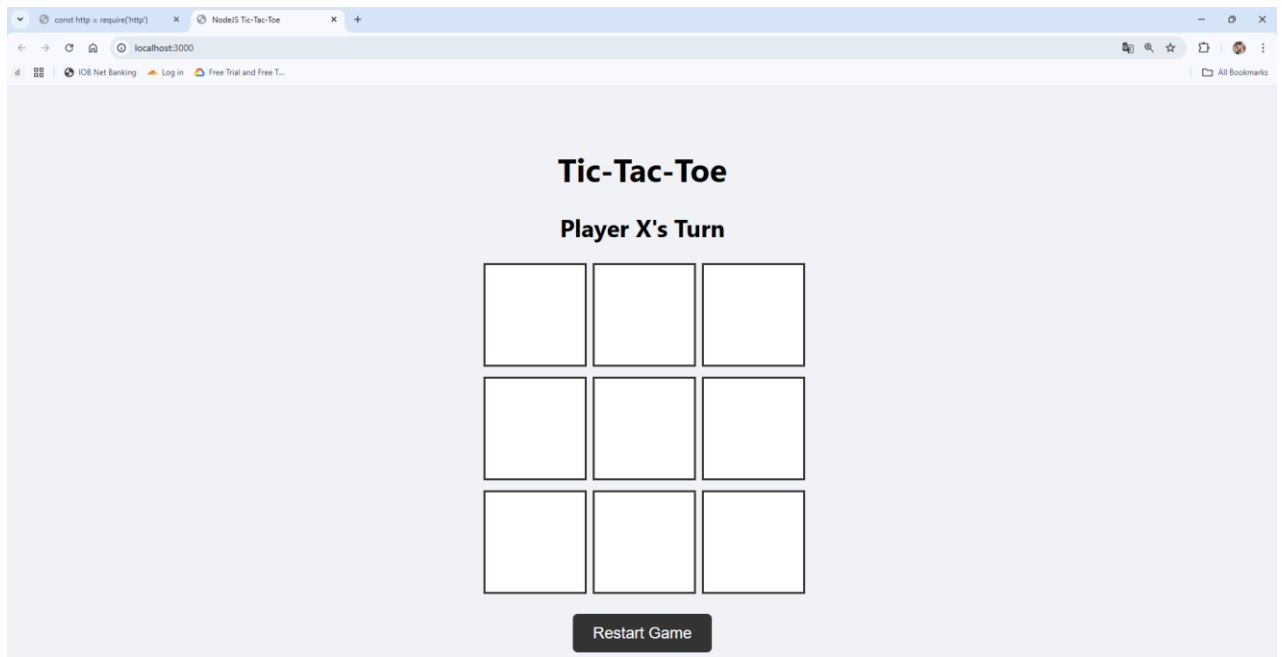 const http = require('http')
NodeJS Tic-Tac-Toe
localhost:3000
d
IOB Net Banking
Log in
Free Trial and Free T...
All Bookmarks
Tic-Tac-Toe
Player X's Turn
Restart Game